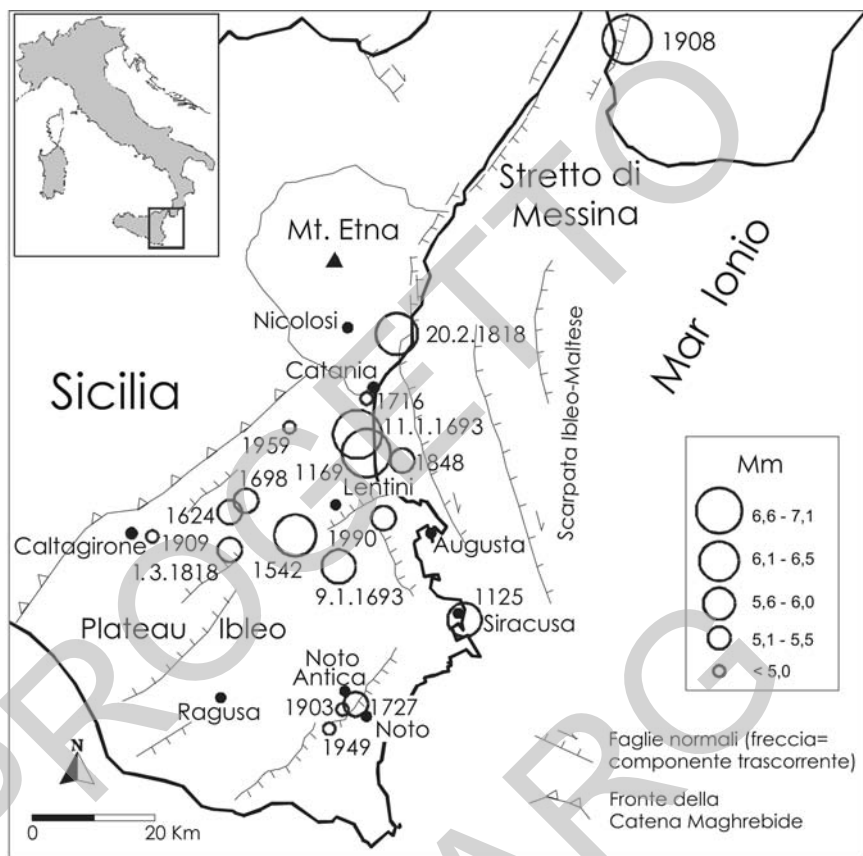 1908
Stretto di
Messina
Mt. Etna
Mar Ionio
Nicolosi
20.2.1818
Catania
Sicilia
1716
11.1.1693
1959
1169
1848
Scarpata Ibleo-Maltese
1698
Lentini
1624
Caltagirone
1909
1990
Augusta
1.3.1818
1542
9.1.1693
1125
Siracusa
Plateau Ibleo
Noto
Antica
Ragusa
1903
1727
Noto
1949
N
0 20 Km
Mm
6,6 - 7,1
6,1 - 6,5
5,6 - 6,0
5,1 - 5,5
< 5,0
Faglie normali (freccia=
componente trascorrente)
Fronte della
Catena Maghrebide
PROGETTO
CARG